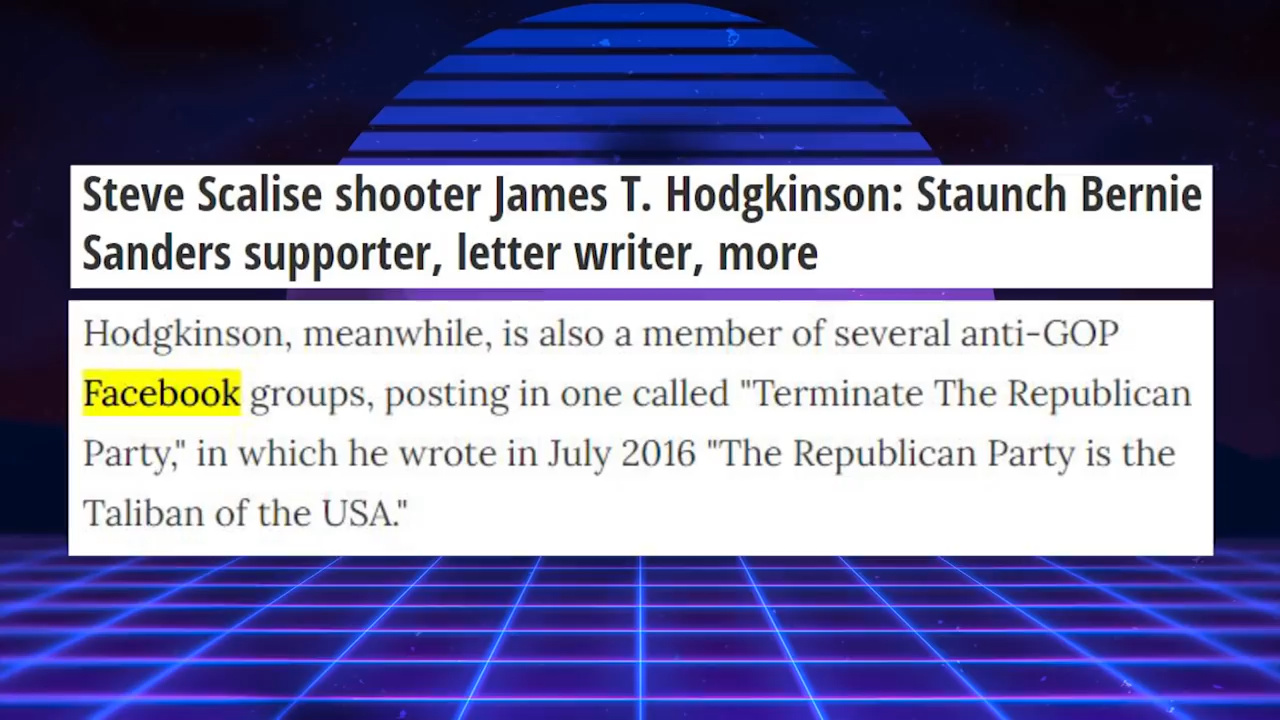 Steve Scalise shooter James T. Hodgkinson: Staunch Bernie
Sanders supporter, letter writer, more
Hodgkinson, meanwhile, is also a member of several anti-GOP
Facebook groups, posting in one called "Terminate The Republican
Party," in which he wrote in July 2016 "The Republican Party is the
Taliban of the USA."